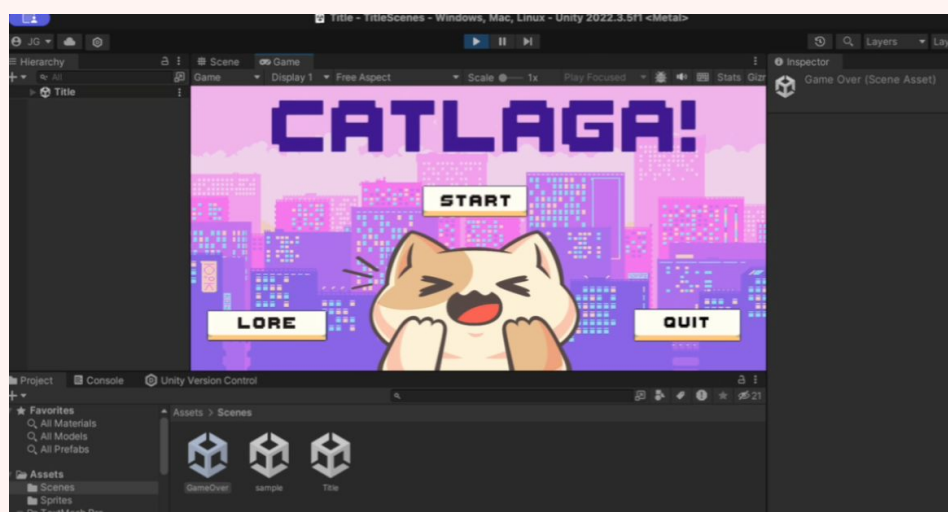 Title - TitleScenes - Windows, Mac, Linux - Unity 2022.3.5f1 <Metal>
JG
Layers
Lay
Hierarchy
Scene
Game
Inspector
All
Game
Display 1
Free Aspect
Scale
1x
Play Focused
Stats
Gizr
Game Over (Scene Asset)
Title
CATLAGA!
START
LORE
QUIT
Project
Console
Unity Version Control
21
Favorites
All Materials
All Models
All Prefabs
Assets
Scenes
Sprites
Assets > Scenes
GameOver
sample
Title